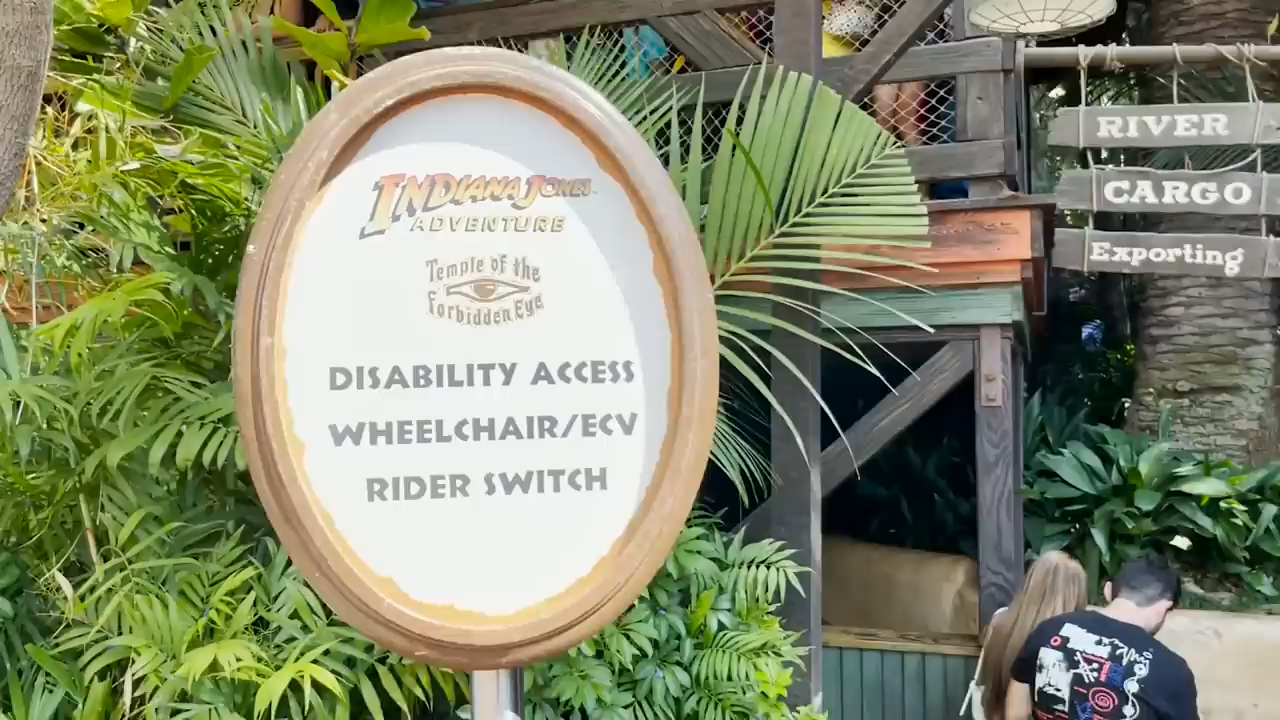 INDIANA JONES
ADVENTURE
Temple of the
Forbidden Eye
DISABILITY ACCESS
WHEELCHAIR/ECV
RIDER SWITCH
RIVER
CARGO
Exporting